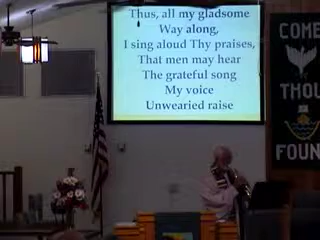 Thus, all my gladsome
Way along,
I sing aloud Thy praises,
That men may hear
The grateful song
My voice
Unwearied raise
COME
THOU
FOUN